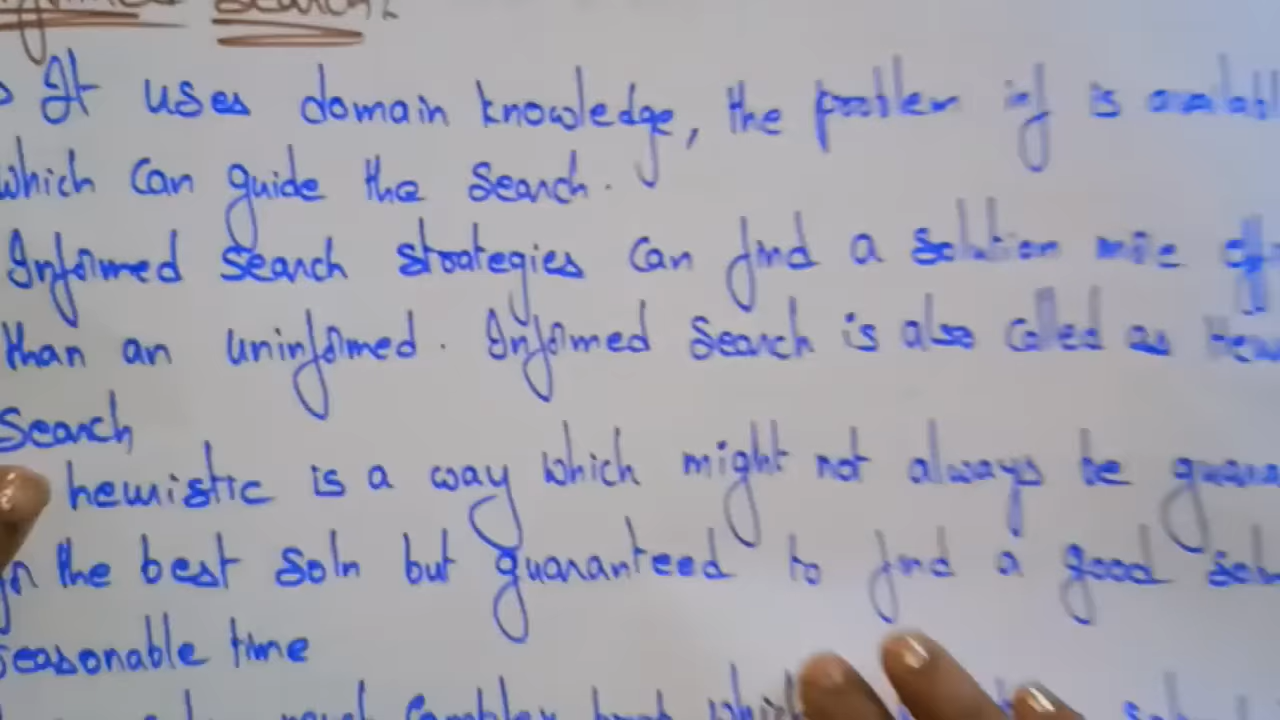 Search:
It uses domain knowledge, the problem inf is
which can guide the Search.
Informed Search strategies can find a solution more
than an uninformed. Informed Search is also called as
Search
heuristic is a way which might not always be
the best soln but guaranteed to find a good soln
reasonable time